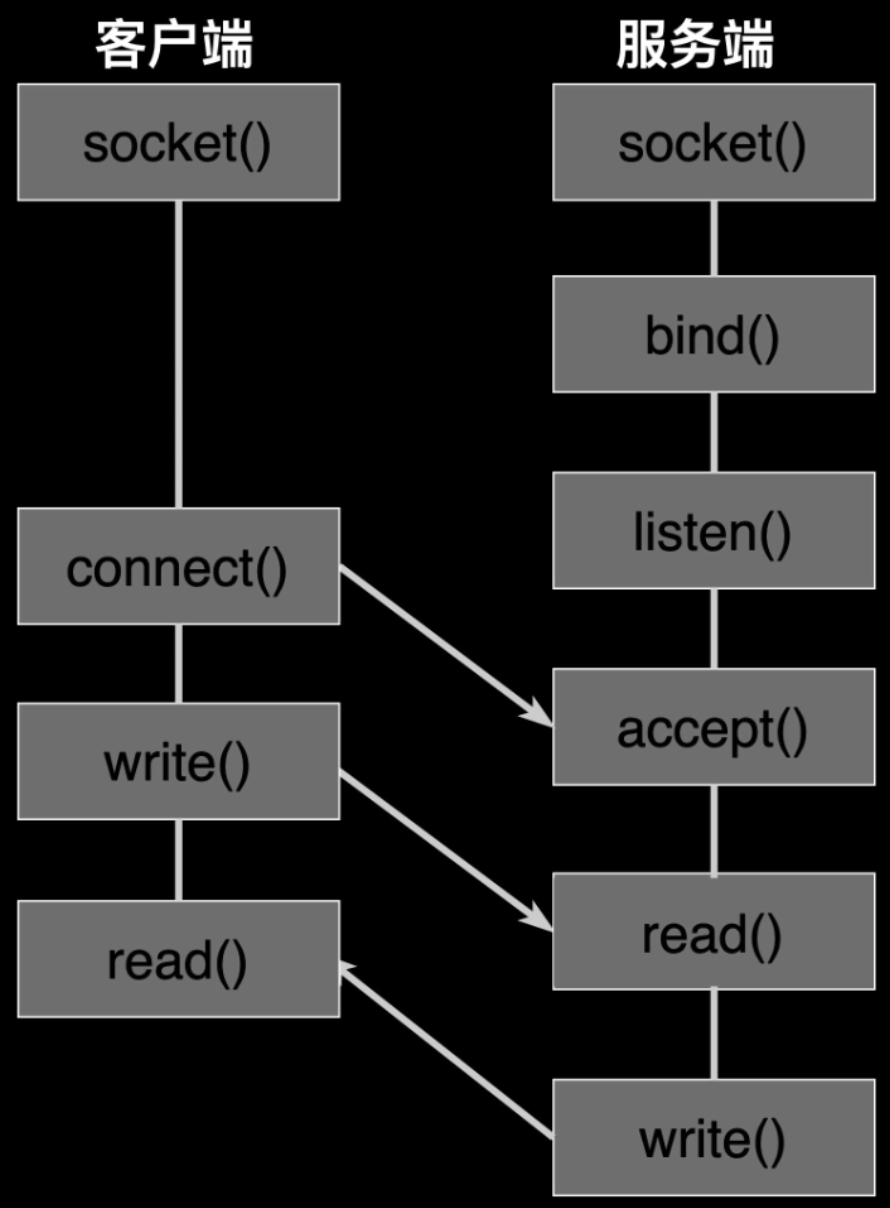 客户端
socket()
connect()
write()
read()
服务端
socket()
bind()
listen()
accept()
read()
write()